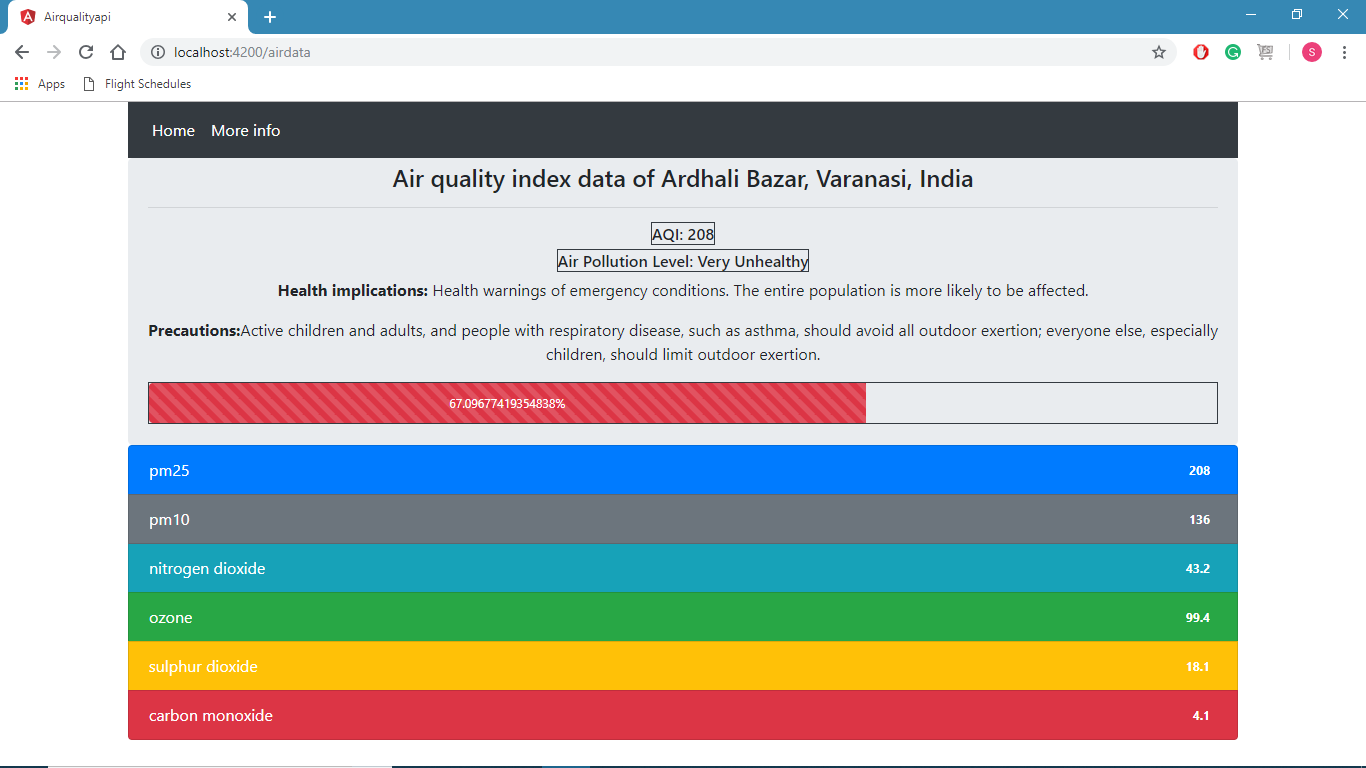 Airqualityapi
localhost:4200/airdata
S
Apps Flight Schedules
Home More info
Air quality index data of Ardhali Bazar, Varanasi, India
AQI: 208
Air Pollution Level: Very Unhealthy
Health implications: Health warnings of emergency conditions. The entire population is more likely to be affected.
Precautions:Active children and adults, and people with respiratory disease, such as asthma, should avoid all outdoor exertion; everyone else, especially
children, should limit outdoor exertion.
67.09677419354838%
pm25 208
pm10 136
nitrogen dioxide 43.2
ozone 99.4
sulphur dioxide 18.1
carbon monoxide 4.1